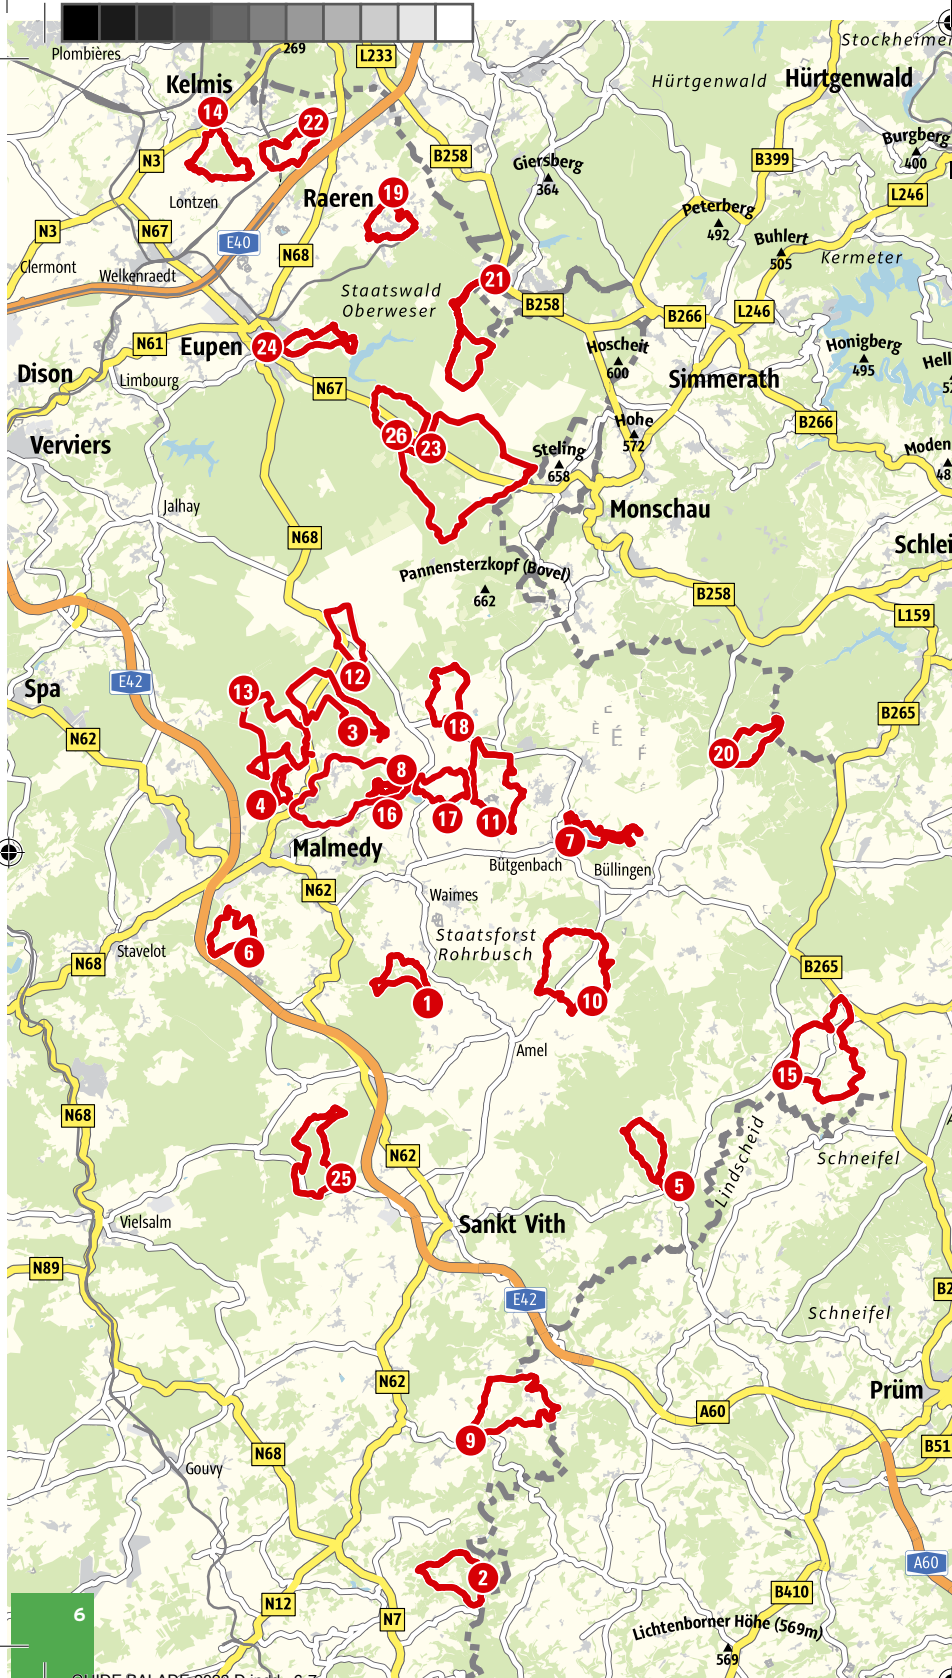 Plombières
269
L233
Stockheimer
Kelmis
Hürtgenwald
Hürtgenwald
14
22
Burgberg
400
N3
B258
Giersberg
364
B399
L246
Lontzen
Raeren
19
Peterberg
492
N3
N67
E40
N68
Buhlert
505
Kermeter
Clermont
Welkenraedt
21
Staatswald
Oberweser
B258
B266
L246
N61
Eupen
24
Hoscheit
600
Honigberg
495
Dison
Limbourg
N67
Simmerath
26
23
Hohe
572
B266
Verviers
Steling
658
Jalhay
Monschau
N68
Pannensterzkopf (Bovel)
662
B258
L159
12
E42
Spa
13
3
18
B265
N62
20
8
4
16
17
11
Malmedy
7
Bütgenbach
Büllingen
N62
Waimes
Staatsforst
Rohrbusch
Stavelot
6
N68
B265
1
10
Amel
15
N68
N62
Lindscheid
Schneifel
25
5
Vielsalm
Sankt Vith
N89
E42
Schneifel
N62
Prüm
A60
9
N68
B51
Gouvy
2
A60
6
N12
N7
B410
Lichtenborner Höhe (569m)
569